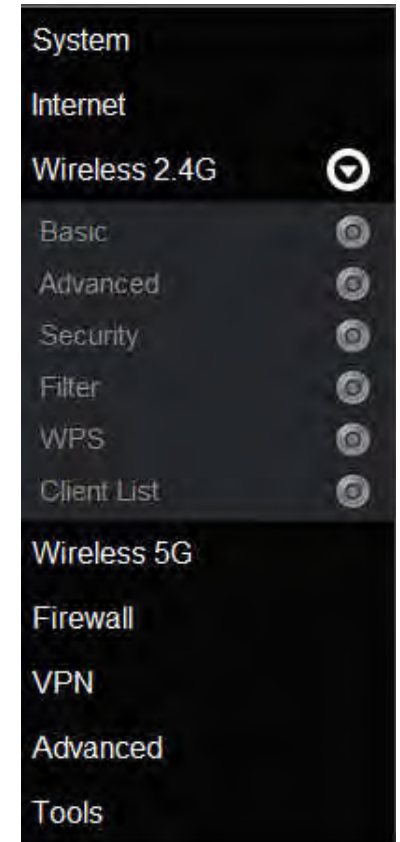 System
Internet
Wireless 2.4G
Basic
Advanced
Security
Filter
WPS
Client List
Wireless 5G
Firewall
VPN
Advanced
Tools